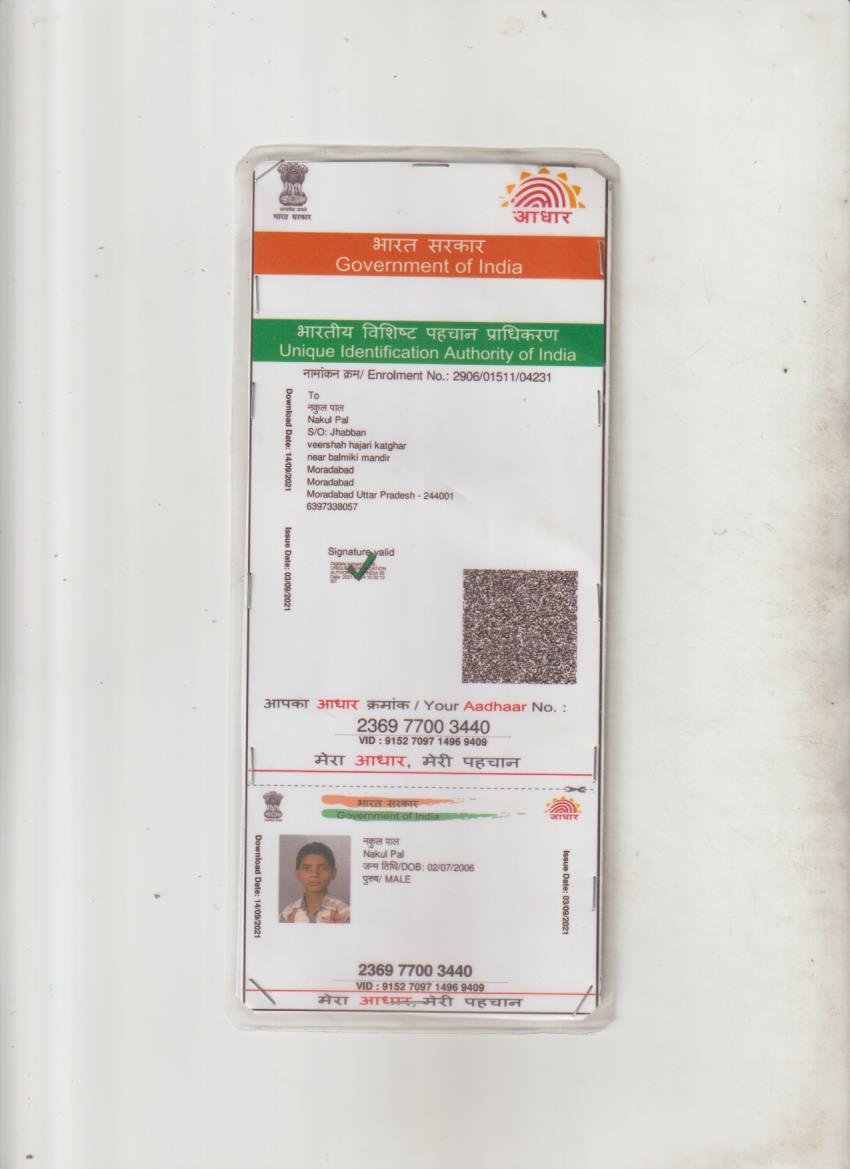 भारत सरकार
आधार
भारत सरकार
Government of India
भारतीय विशिष्ट पहचान प्राधिकरण
Unique Identification Authority of India
नामांकन क्रम/ Enrolment No.: 2906/01511/04231
Download Date: 14/09/2021
To
नकुल पाल
Nakul Pal
S/O: Jhabban
veershah hajari katghar
near balmiki mandir
Moradabad
Moradabad
Moradabad Uttar Pradesh - 244001
6397338057
Issue Date: 03/09/2021
Signature valid
आपका आधार क्रमांक / Your Aadhaar No. :
2369 7700 3440
VID : 9152 7097 1496 9409
मेरा आधार, मेरी पहचान
भारत सरकार
Government of India
आधार
Download Date: 14/09/2021
नकुल पाल
Nakul Pal
जन्म तिथि/DOB: 02/07/2006
पुरुष/ MALE
Issue Date: 03/09/2021
2369 7700 3440
VID : 9152 7097 1496 9409
मेरा आधार, मेरी पहचान